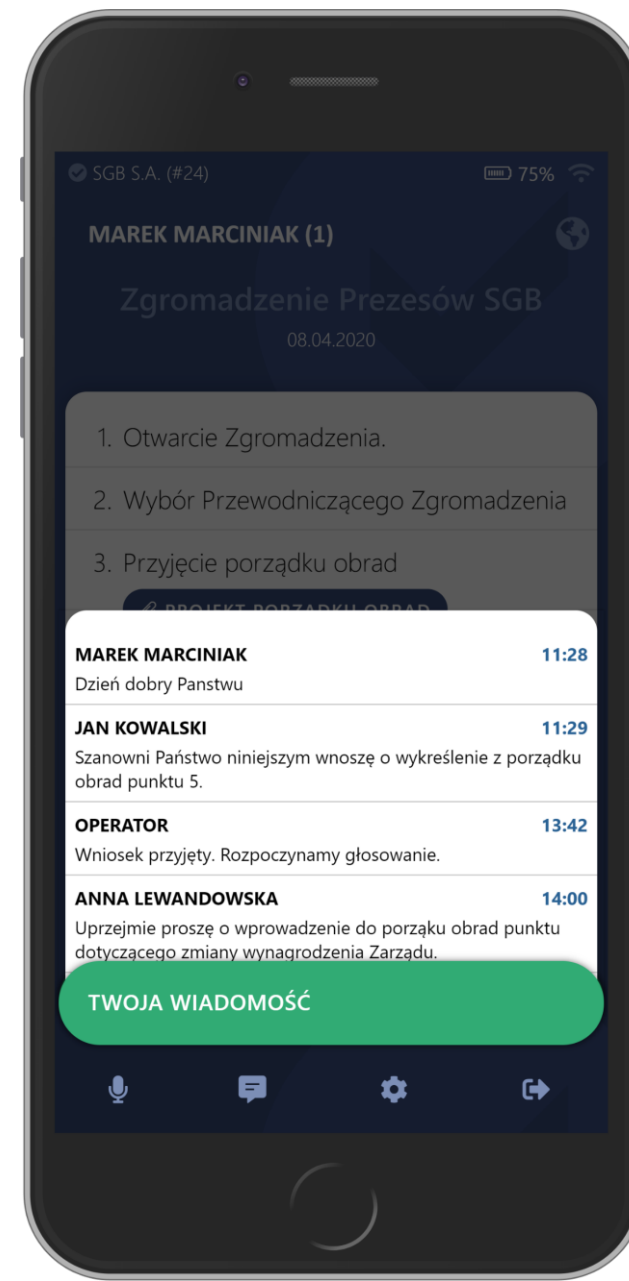 SGB S.A. (#24) 75%
MAREK MARCINIAK (1)
Zgromadzenie Prezesów SGB
08.04.2020
1. Otwarcie Zgromadzenia.
2. Wybór Przewodniczącego Zgromadzenia
3. Przyjęcie porządku obrad
PROJEKT PORZĄDKU OBRAD
MAREK MARCINIAK 11:28
Dzień dobry Panstwu
JAN KOWALSKI 11:29
Szanowni Państwo niniejszym wnoszę o wykreślenie z porządku
obrad punktu 5.
OPERATOR 13:42
Wniosek przyjęty. Rozpoczynamy głosowanie.
ANNA LEWANDOWSKA 14:00
Uprzejmie proszę o wprowadzenie do porząku obrad punktu
dotyczącego zmiany wynagrodzenia Zarządu.
TWOJA WIADOMOŚĆ